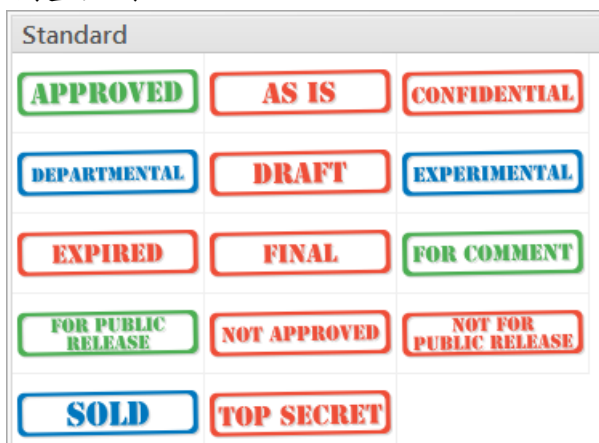 Standard
APPROVED
AS IS
CONFIDENTIAL
DEPARTMENTAL
DRAFT
EXPERIMENTAL
EXPIRED
FINAL
FOR COMMENT
FOR PUBLIC
RELEASE
NOT APPROVED
NOT FOR
PUBLIC RELEASE
SOLD
TOP SECRET